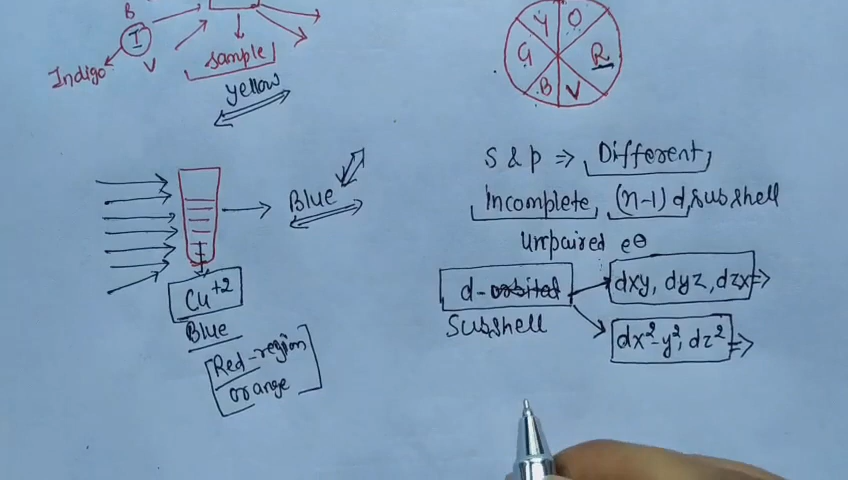 B
I
Indigo
V
sample
yellow
Y O
G R
B V
Blue
Cu+2
Blue
Red-region
orange
S & p => Different
incomplete, (n-1) d, subshell
unpaired e⊖
d-orbital
Subshell
dxy, dyz, dzx =>
dx²-y², dz² =>